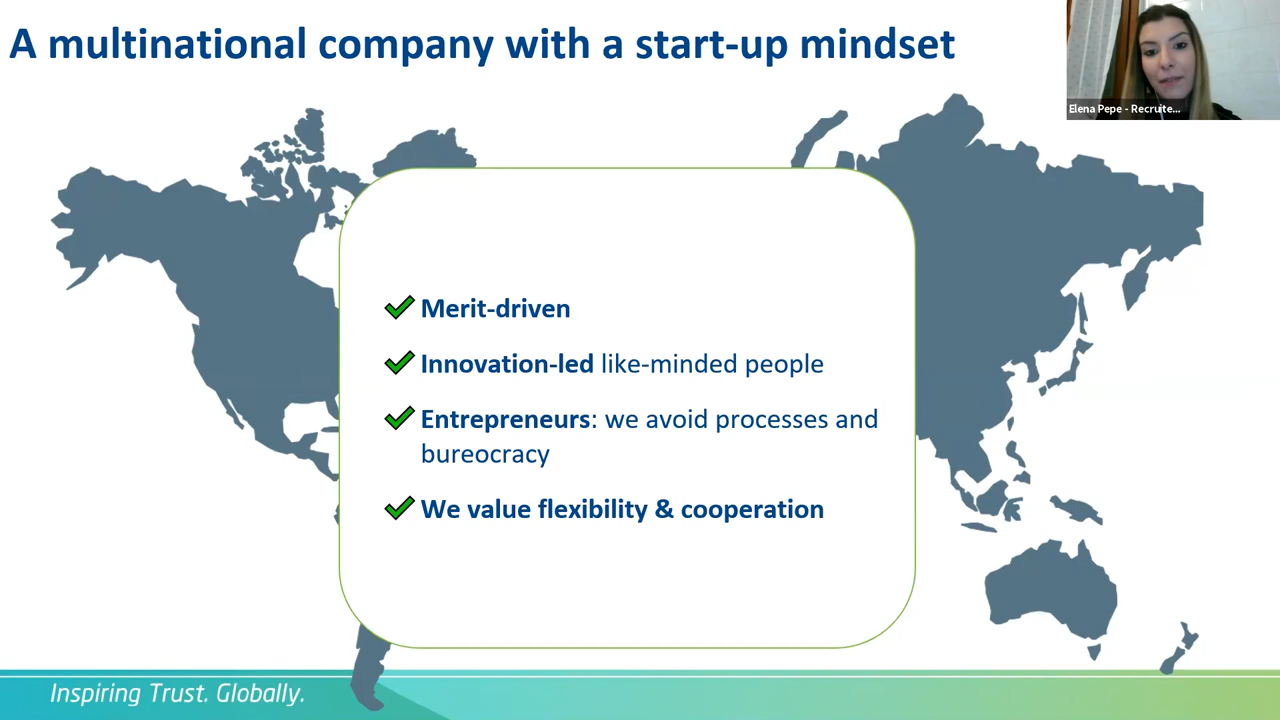 A multinational company with a start-up mindset
Elena Pepe - Recruite...
Merit-driven
Innovation-led like-minded people
Entrepreneurs: we avoid processes and
bureocracy
We value flexibility & cooperation
Inspiring Trust. Globally.